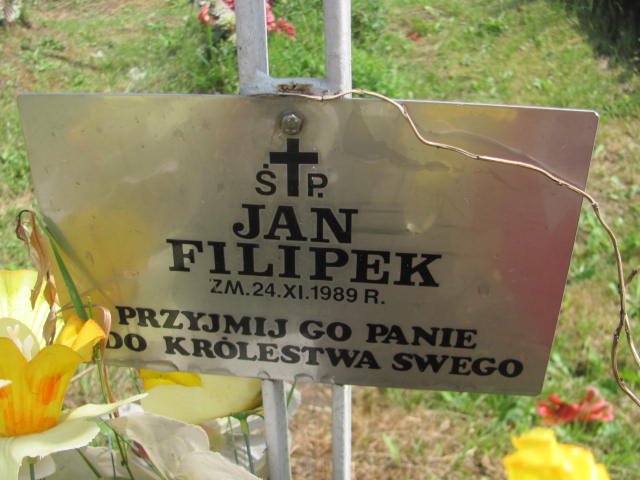 Ś P.
JAN
FILIPEK
ZM. 24. XI. 1989 R.
PRZYJMIJ GO PANIE
DO KRÓLESTWA SWEGO